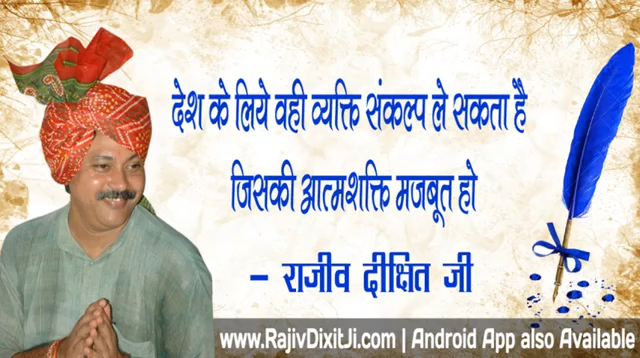 देश के लिये वही व्यक्ति संकल्प ले सकता है
जिसकी आत्मशक्ति मजबूत हो
– राजीव दीक्षित जी
www.RajivDixitJi.com | Android App also Available